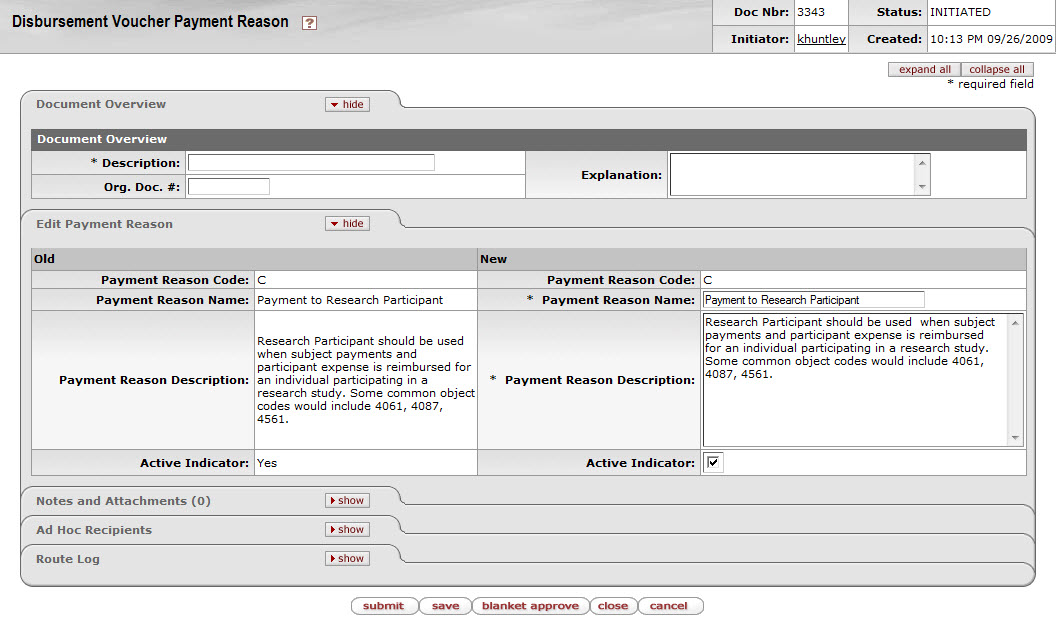 Disbursement Voucher Payment Reason ?
Doc Nbr: 3343 Status: INITIATED
Initiator: khuntley Created: 10:13 PM 09/26/2009
expand all collapse all
* required field
Document Overview hide
Document Overview
* Description: Explanation:
Org. Doc. #:
Edit Payment Reason hide
Old New
Payment Reason Code: C Payment Reason Code: C
Payment Reason Name: Payment to Research Participant * Payment Reason Name: Payment to Research Participant
Payment Reason Description:
Research Participant should be used
when subject payments and
participant expense is reimbursed for
an individual participating in a
research study. Some common object
codes would include 4061, 4087,
4561.
* Payment Reason Description:
Research Participant should be used when subject
payments and participant expense is reimbursed
for an individual participating in a research study.
Some common object codes would include 4061,
4087, 4561.
Active Indicator: Yes Active Indicator:
Notes and Attachments (0) show
Ad Hoc Recipients show
Route Log show
submit save blanket approve close cancel